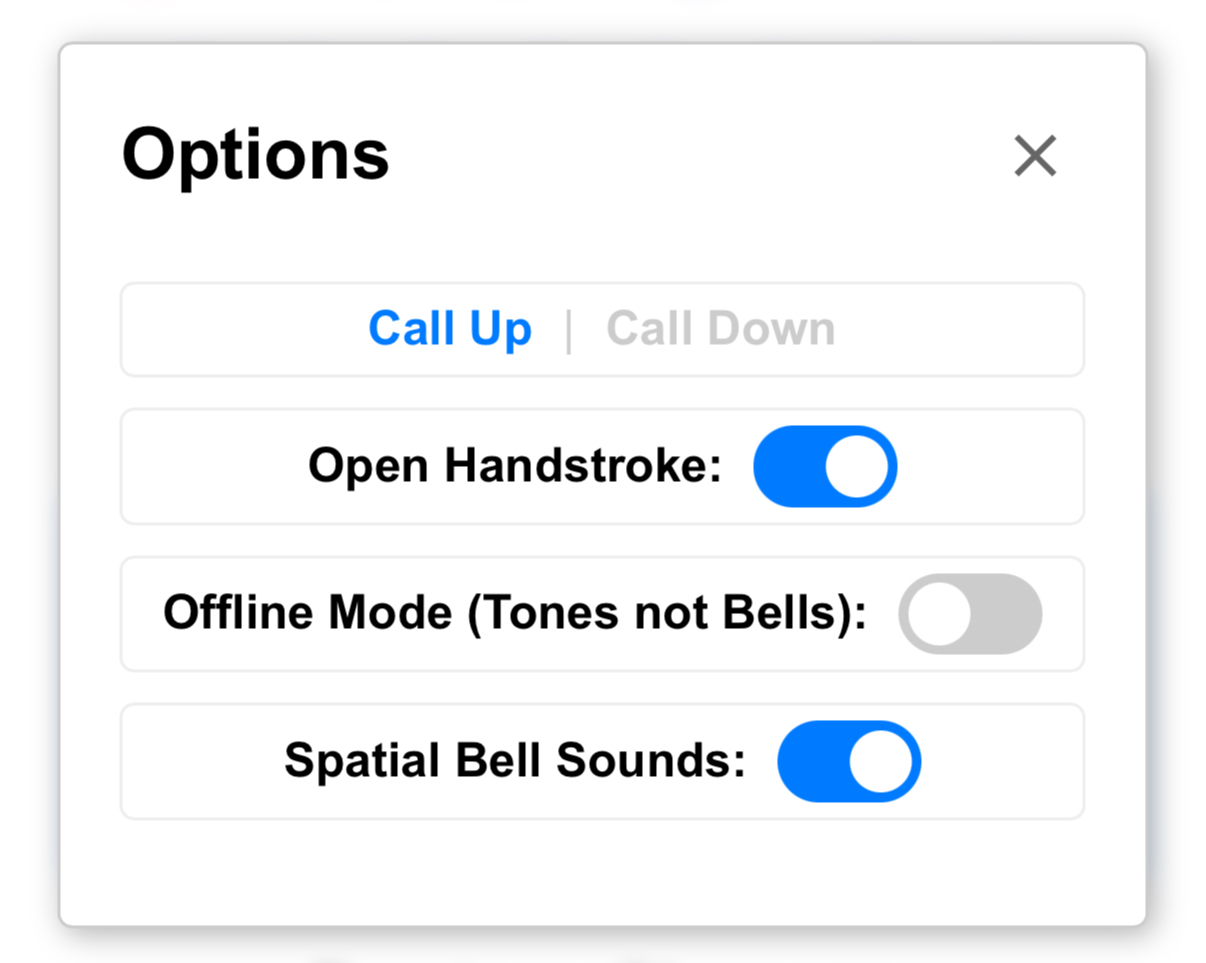 Options
Call Up | Call Down
Open Handstroke:
Offline Mode (Tones not Bells):
Spatial Bell Sounds: